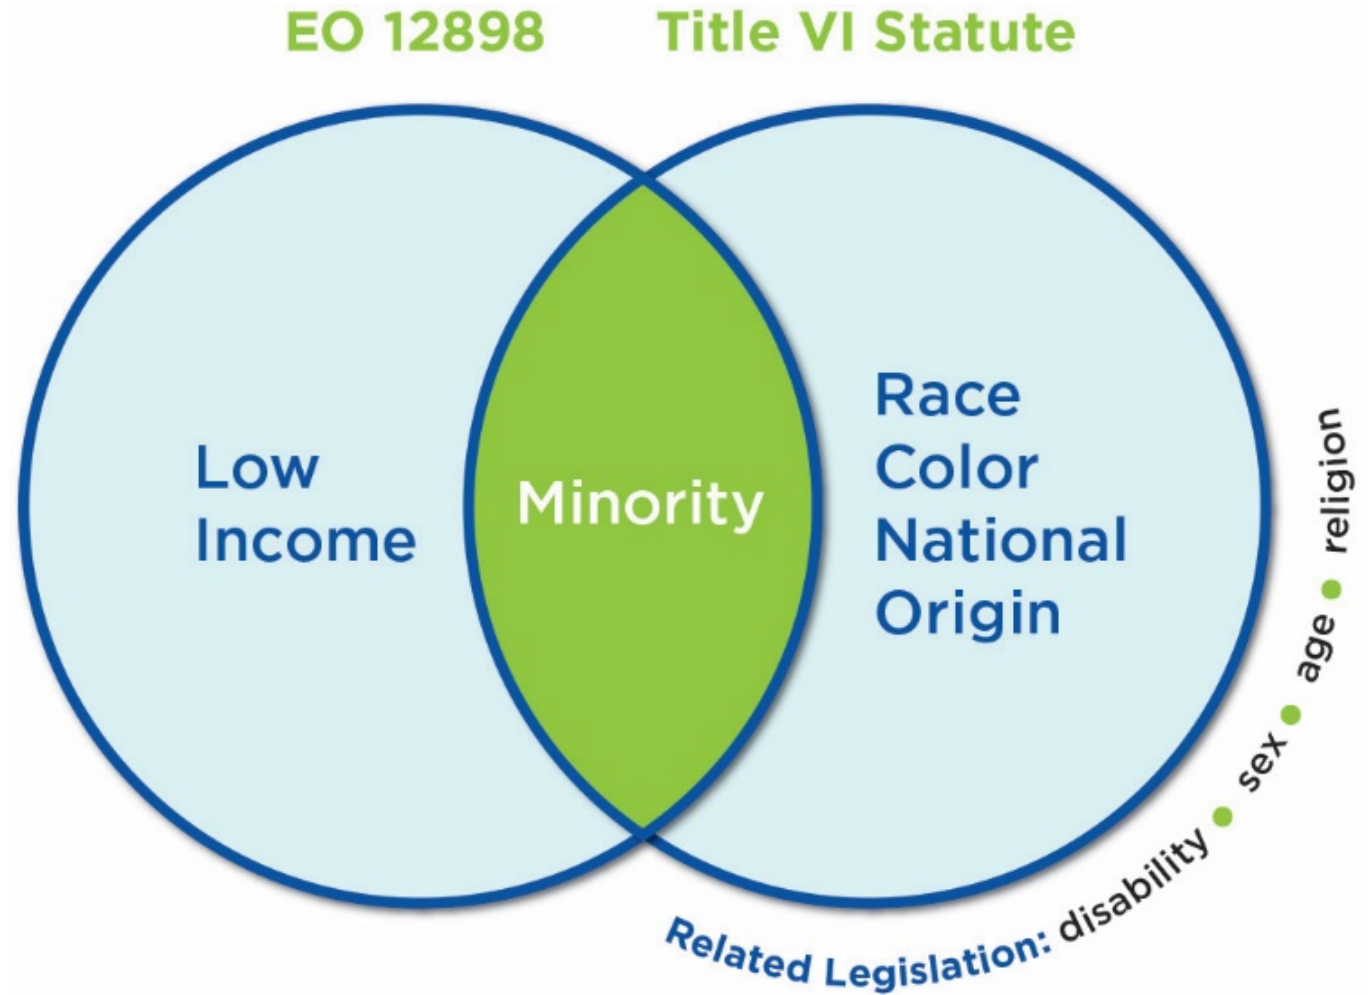 EO 12898
Title VI Statute
Low
Income
Minority
Race
Color
National
Origin
Related Legislation: disability • sex • age • religion